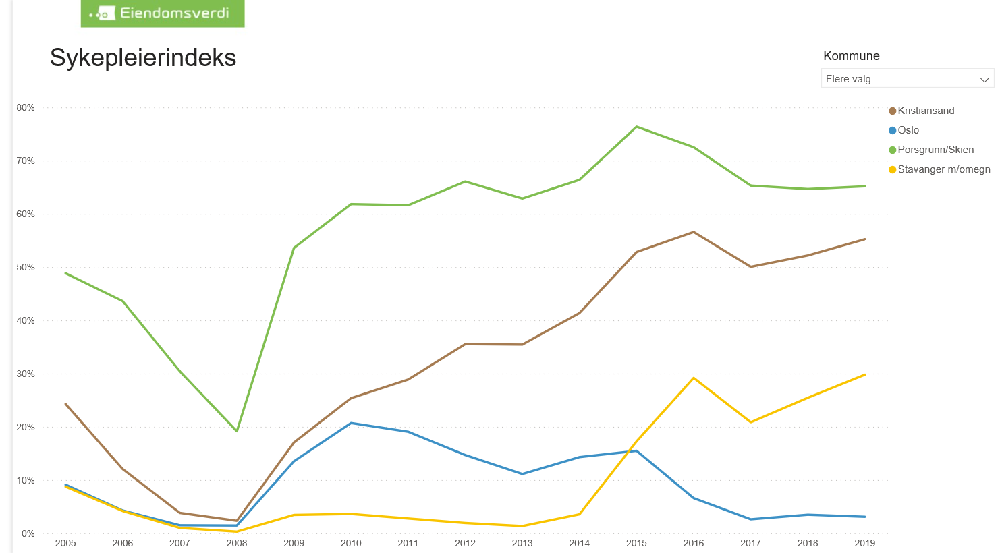 Eiendomsverdi
Sykepleierindeks
Kommune
Flere valg
80%
70%
60%
50%
40%
30%
20%
10%
0%
2005 2006 2007 2008 2009 2010 2011 2012 2013 2014 2015 2016 2017 2018 2019
Kristiansand
Oslo
Porsgrunn/Skien
Stavanger m/omegn